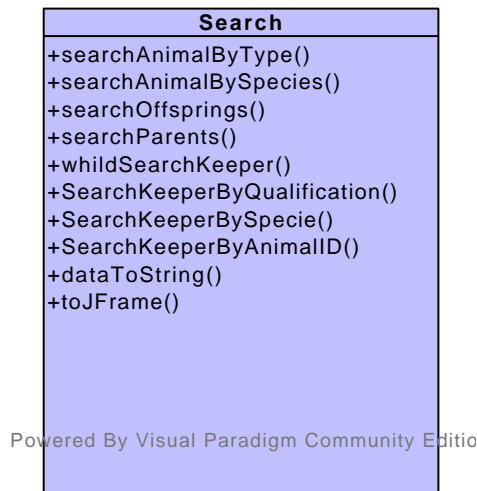 Search
+searchAnimalByType()
+searchAnimalBySpecies()
+searchOffsprings()
+searchParents()
+whildSearchKeeper()
+SearchKeeperByQualification()
+SearchKeeperBySpecie()
+SearchKeeperByAnimalID()
+dataToString()
+toJFrame()
Powered By Visual Paradigm Community Editio